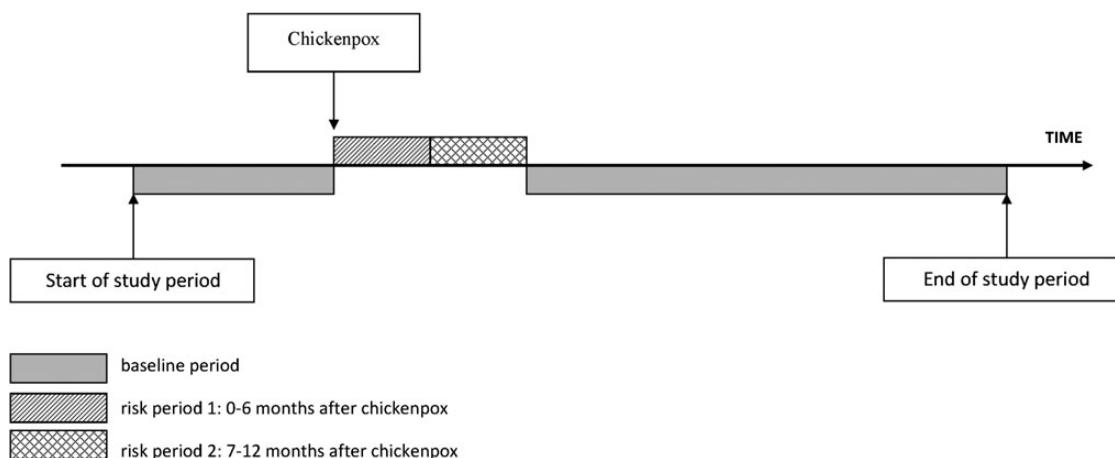 Chickenpox
TIME
Start of study period
End of study period
baseline period
risk period 1: 0-6 months after chickenpox
risk period 2: 7-12 months after chickenpox